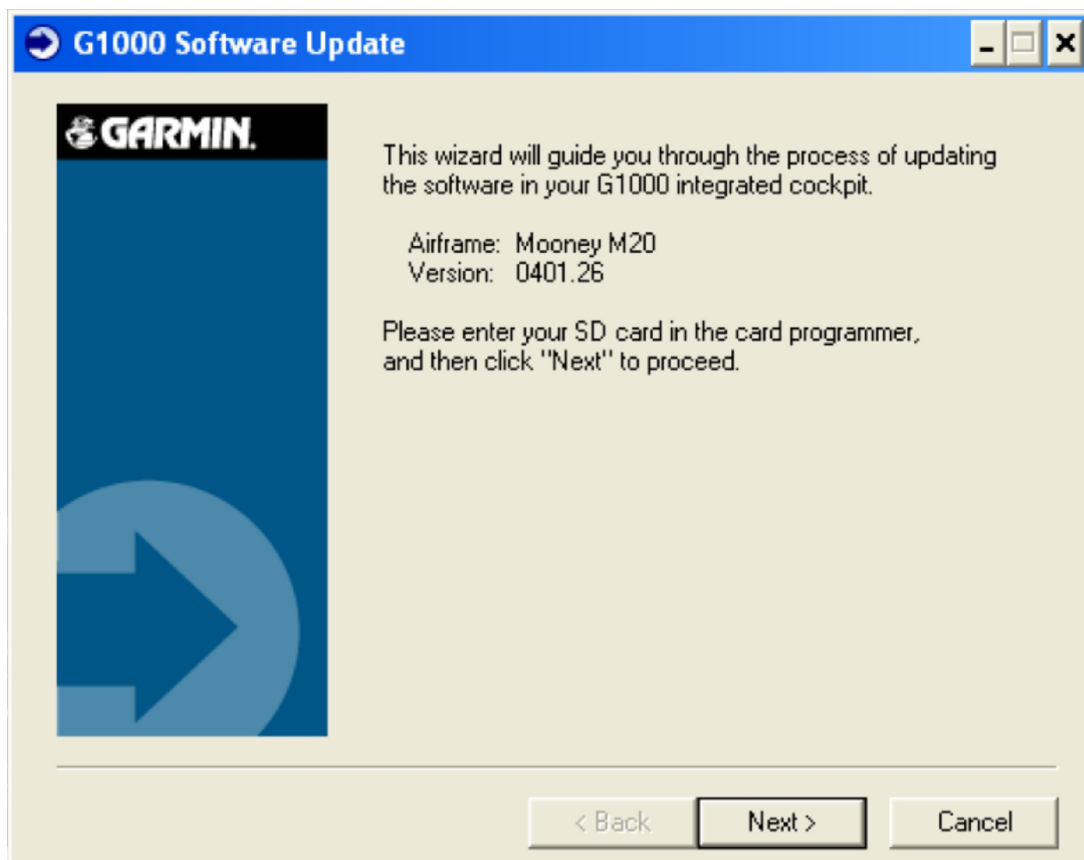 G1000 Software Update
GARMIN.
This wizard will guide you through the process of updating
the software in your G1000 integrated cockpit.
Airframe: Mooney M20
Version: 0401.26
Please enter your SD card in the card programmer,
and then click "Next" to proceed.
< Back
Next >
Cancel